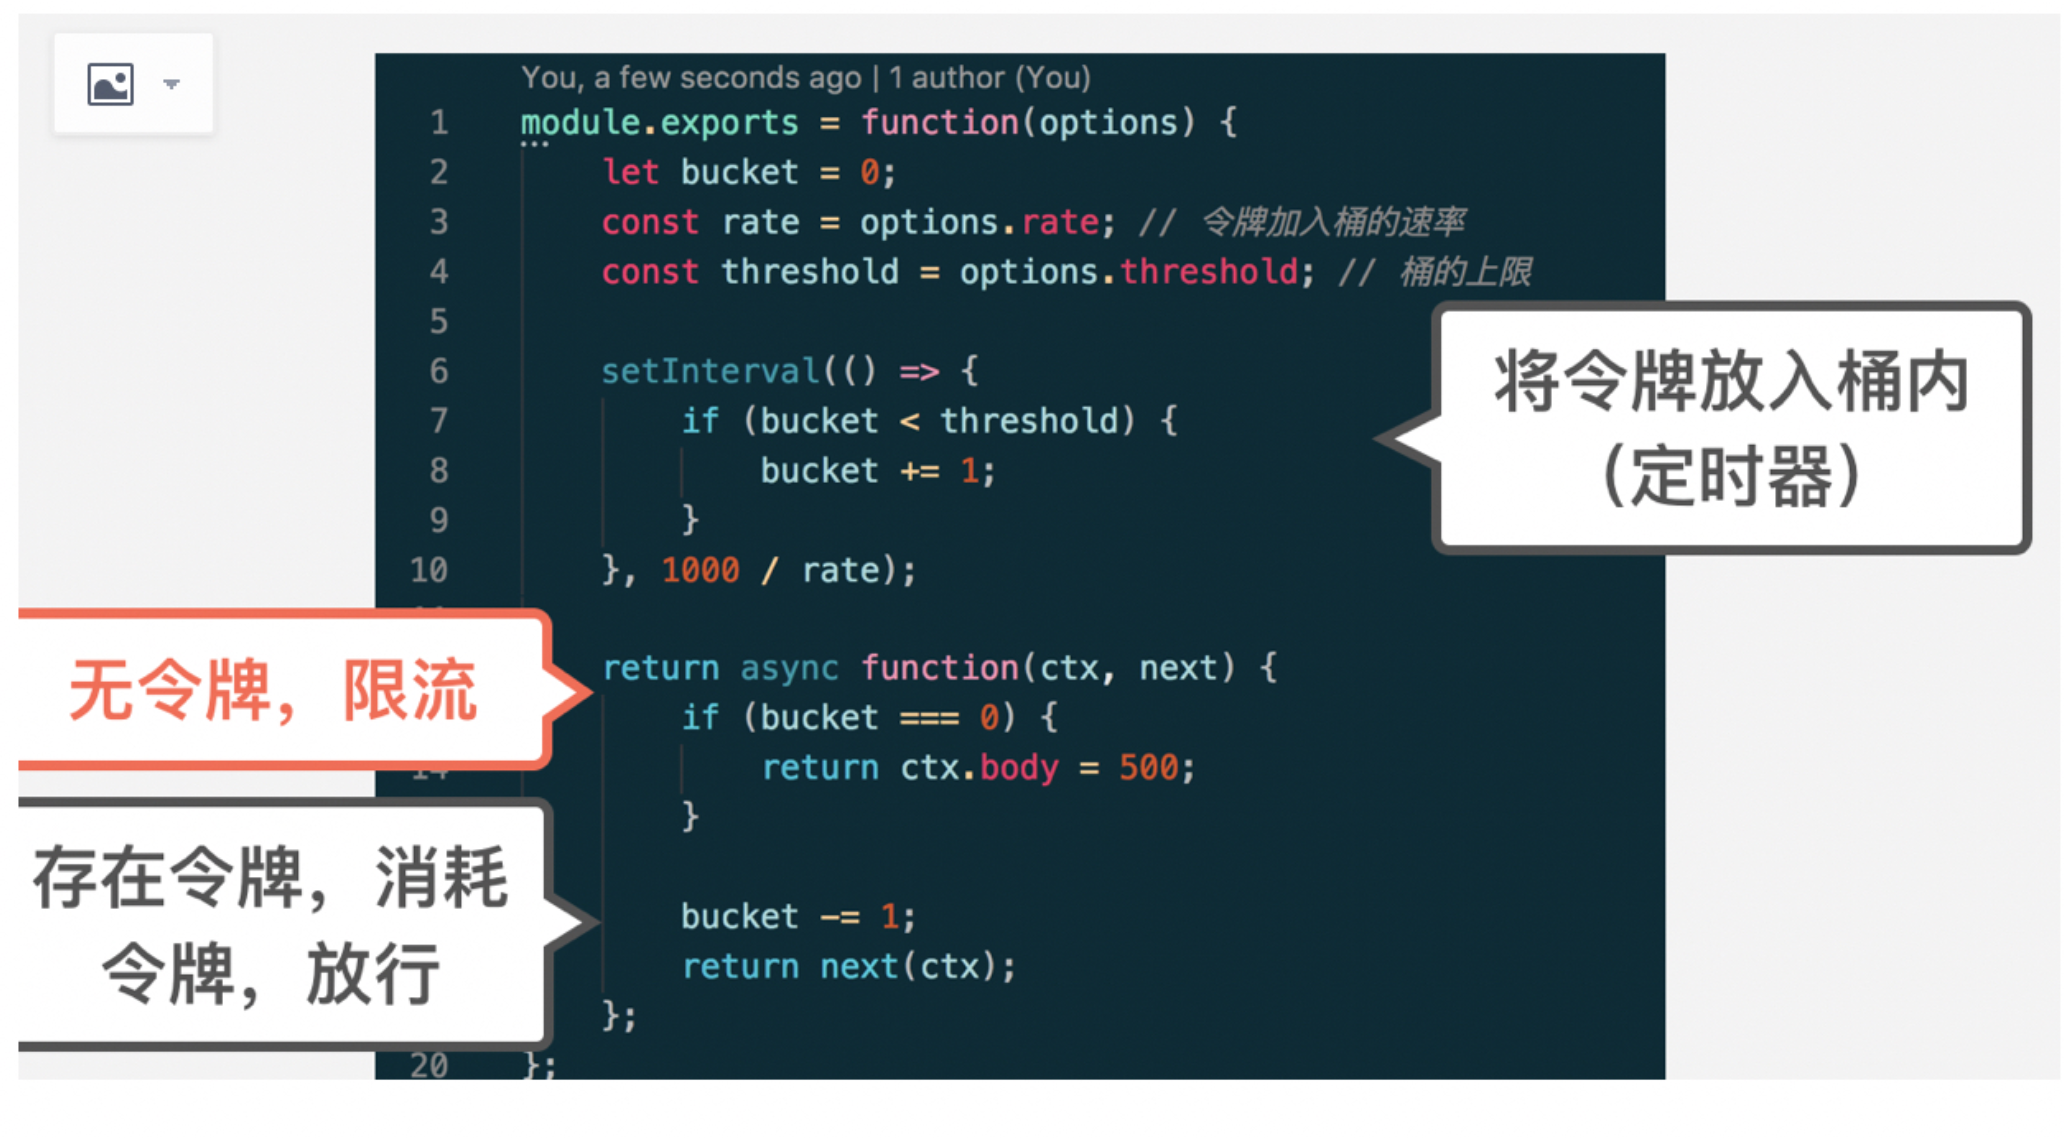 You, a few seconds ago | 1 author (You)
1 module.exports = function(options) {
2 let bucket = 0;
3 const rate = options.rate; // 令牌加入桶的速率
4 const threshold = options.threshold; // 桶的上限
5
6 setInterval(() => {
7 if (bucket < threshold) {
8 bucket += 1;
9 }
10 }, 1000 / rate);
将令牌放入桶内
（定时器）
无令牌，限流
return async function(ctx, next) {
if (bucket === 0) {
14 return ctx.body = 500;
}
存在令牌，消耗
令牌，放行
bucket -= 1;
return next(ctx);
};
20 };